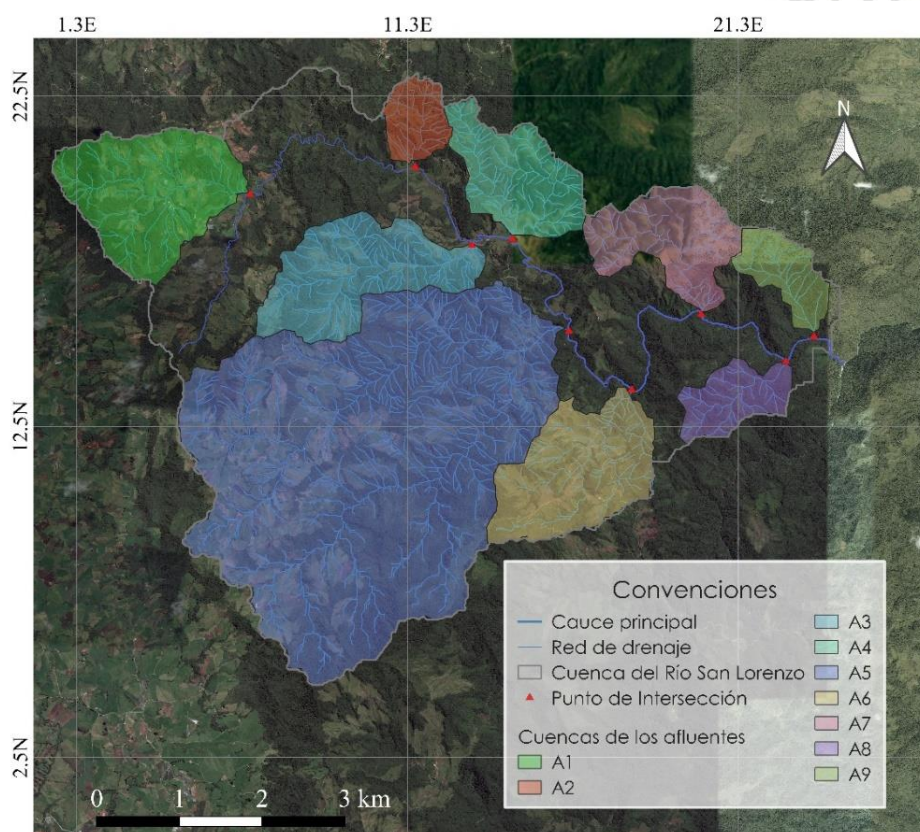 1.3E 11.3E 21.3E
22.5N
N
12.5N
2.5N
Convenciones
Cauce principal
Red de drenaje
Cuenca del Río San Lorenzo
Punto de Intersección
Cuencas de los afluentes
A1
A2
A3
A4
A5
A6
A7
A8
A9
0 1 2 3 km